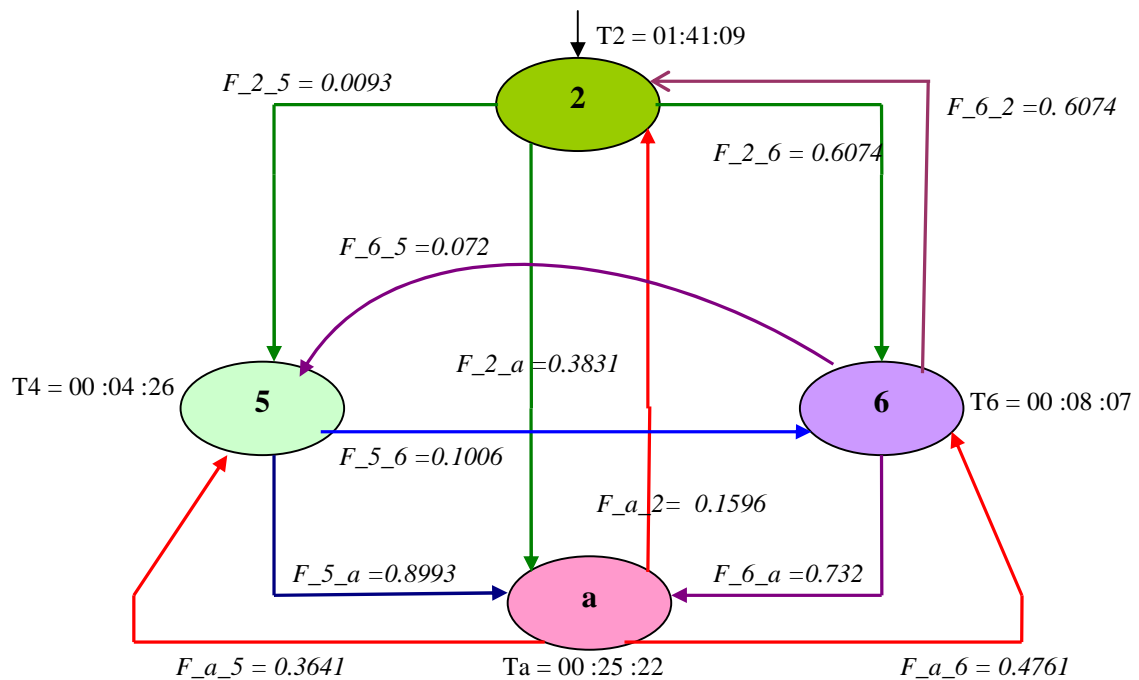 T2 = 01:41:09
F_2_5 = 0.0093
2
F_6_2 =0. 6074
F_2_6 = 0.6074
F_6_5 =0.072
F_2_a =0.3831
T4 = 00 :04 :26
5
6
T6 = 00 :08 :07
F_5_6 =0.1006
F_a_2= 0.1596
F_5_a =0.8993
F_6_a =0.732
a
F_a_5 = 0.3641
Ta = 00 :25 :22
F_a_6 = 0.4761